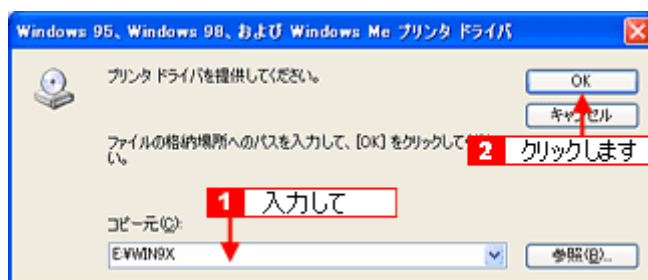 Windows 95、Windows 98、および Windows Me プリンタ ドライバ
プリンタ ドライバを提供してください。
OK
キャンセル
ファイルの格納場所へのパスを入力して、[OK] をクリックして
い。
2 クリックします
1 入力して
コピー元(C):
E:¥WIN9X
参照(B)...